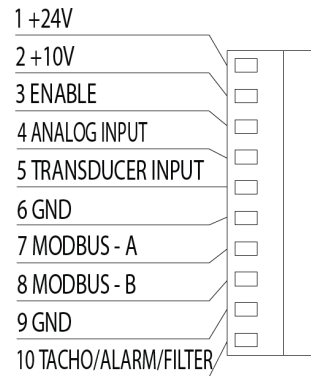 1 +24V
2 +10V
3 ENABLE
4 ANALOG INPUT
5 TRANSDUCER INPUT
6 GND
7 MODBUS - A
8 MODBUS - B
9 GND
10 TACHO/ALARM/FILTER